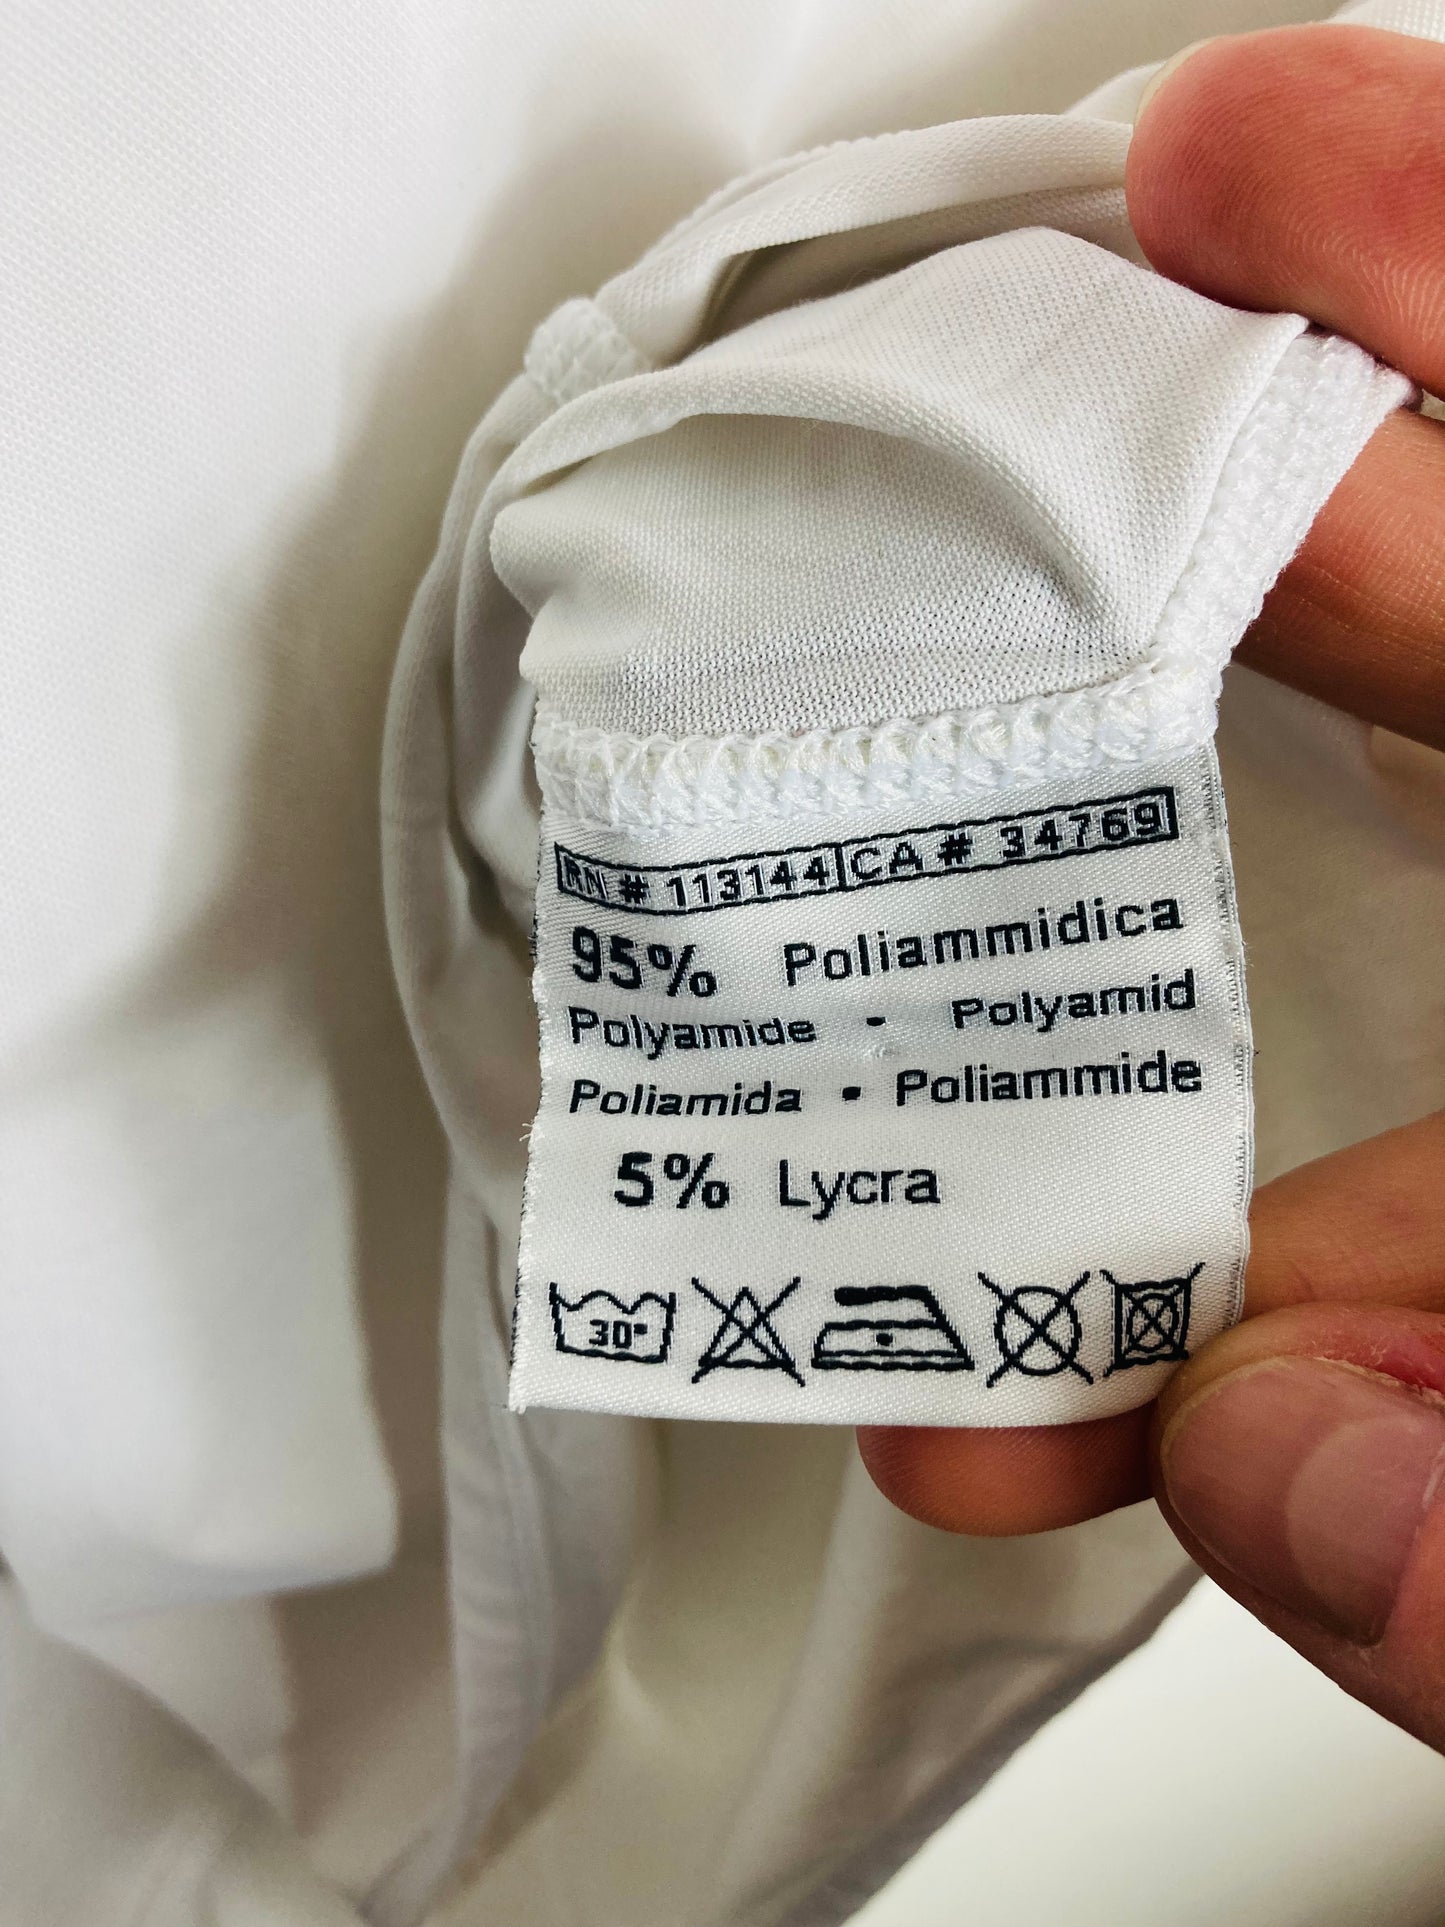 RN # 113144 CA # 34769
95% Poliammidica
Polyamide • Polyamid
Poliamida • Poliammide
5% Lycra
30°